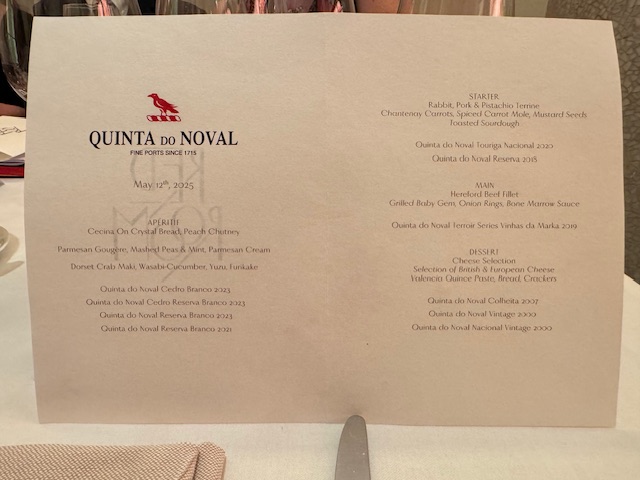 QUINTA DO NOVAL
FINE PORTS SINCE 1715
May 12th, 2025
APÉRITIF
Cecina On Crystal Bread, Peach Chutney
Parmesan Gougère, Mashed Peas & Mint, Parmesan Cream
Dorset Crab Maki, Wasabi-Cucumber, Yuzu, Furikake
Quinta do Noval Cedro Branco 2023
Quinta do Noval Cedro Reserva Branco 2023
Quinta do Noval Reserva Branco 2023
Quinta do Noval Reserva Branco 2021
STARTER
Rabbit, Pork & Pistachio Terrine
Chantenay Carrots, Spiced Carrot Mole, Mustard Seeds
Toasted Sourdough
Quinta do Noval Touriga Nacional 2020
Quinta do Noval Reserva 2018
MAIN
Hereford Beef Fillet
Grilled Baby Gem, Onion Rings, Bone Marrow Sauce
Quinta do Noval Terroir Series Vinhas da Marka 2019
DESSERT
Cheese Selection
Selection of British & European Cheese
Valencia Quince Paste, Bread, Crackers
Quinta do Noval Colheita 2007
Quinta do Noval Vintage 2000
Quinta do Noval Nacional Vintage 2000